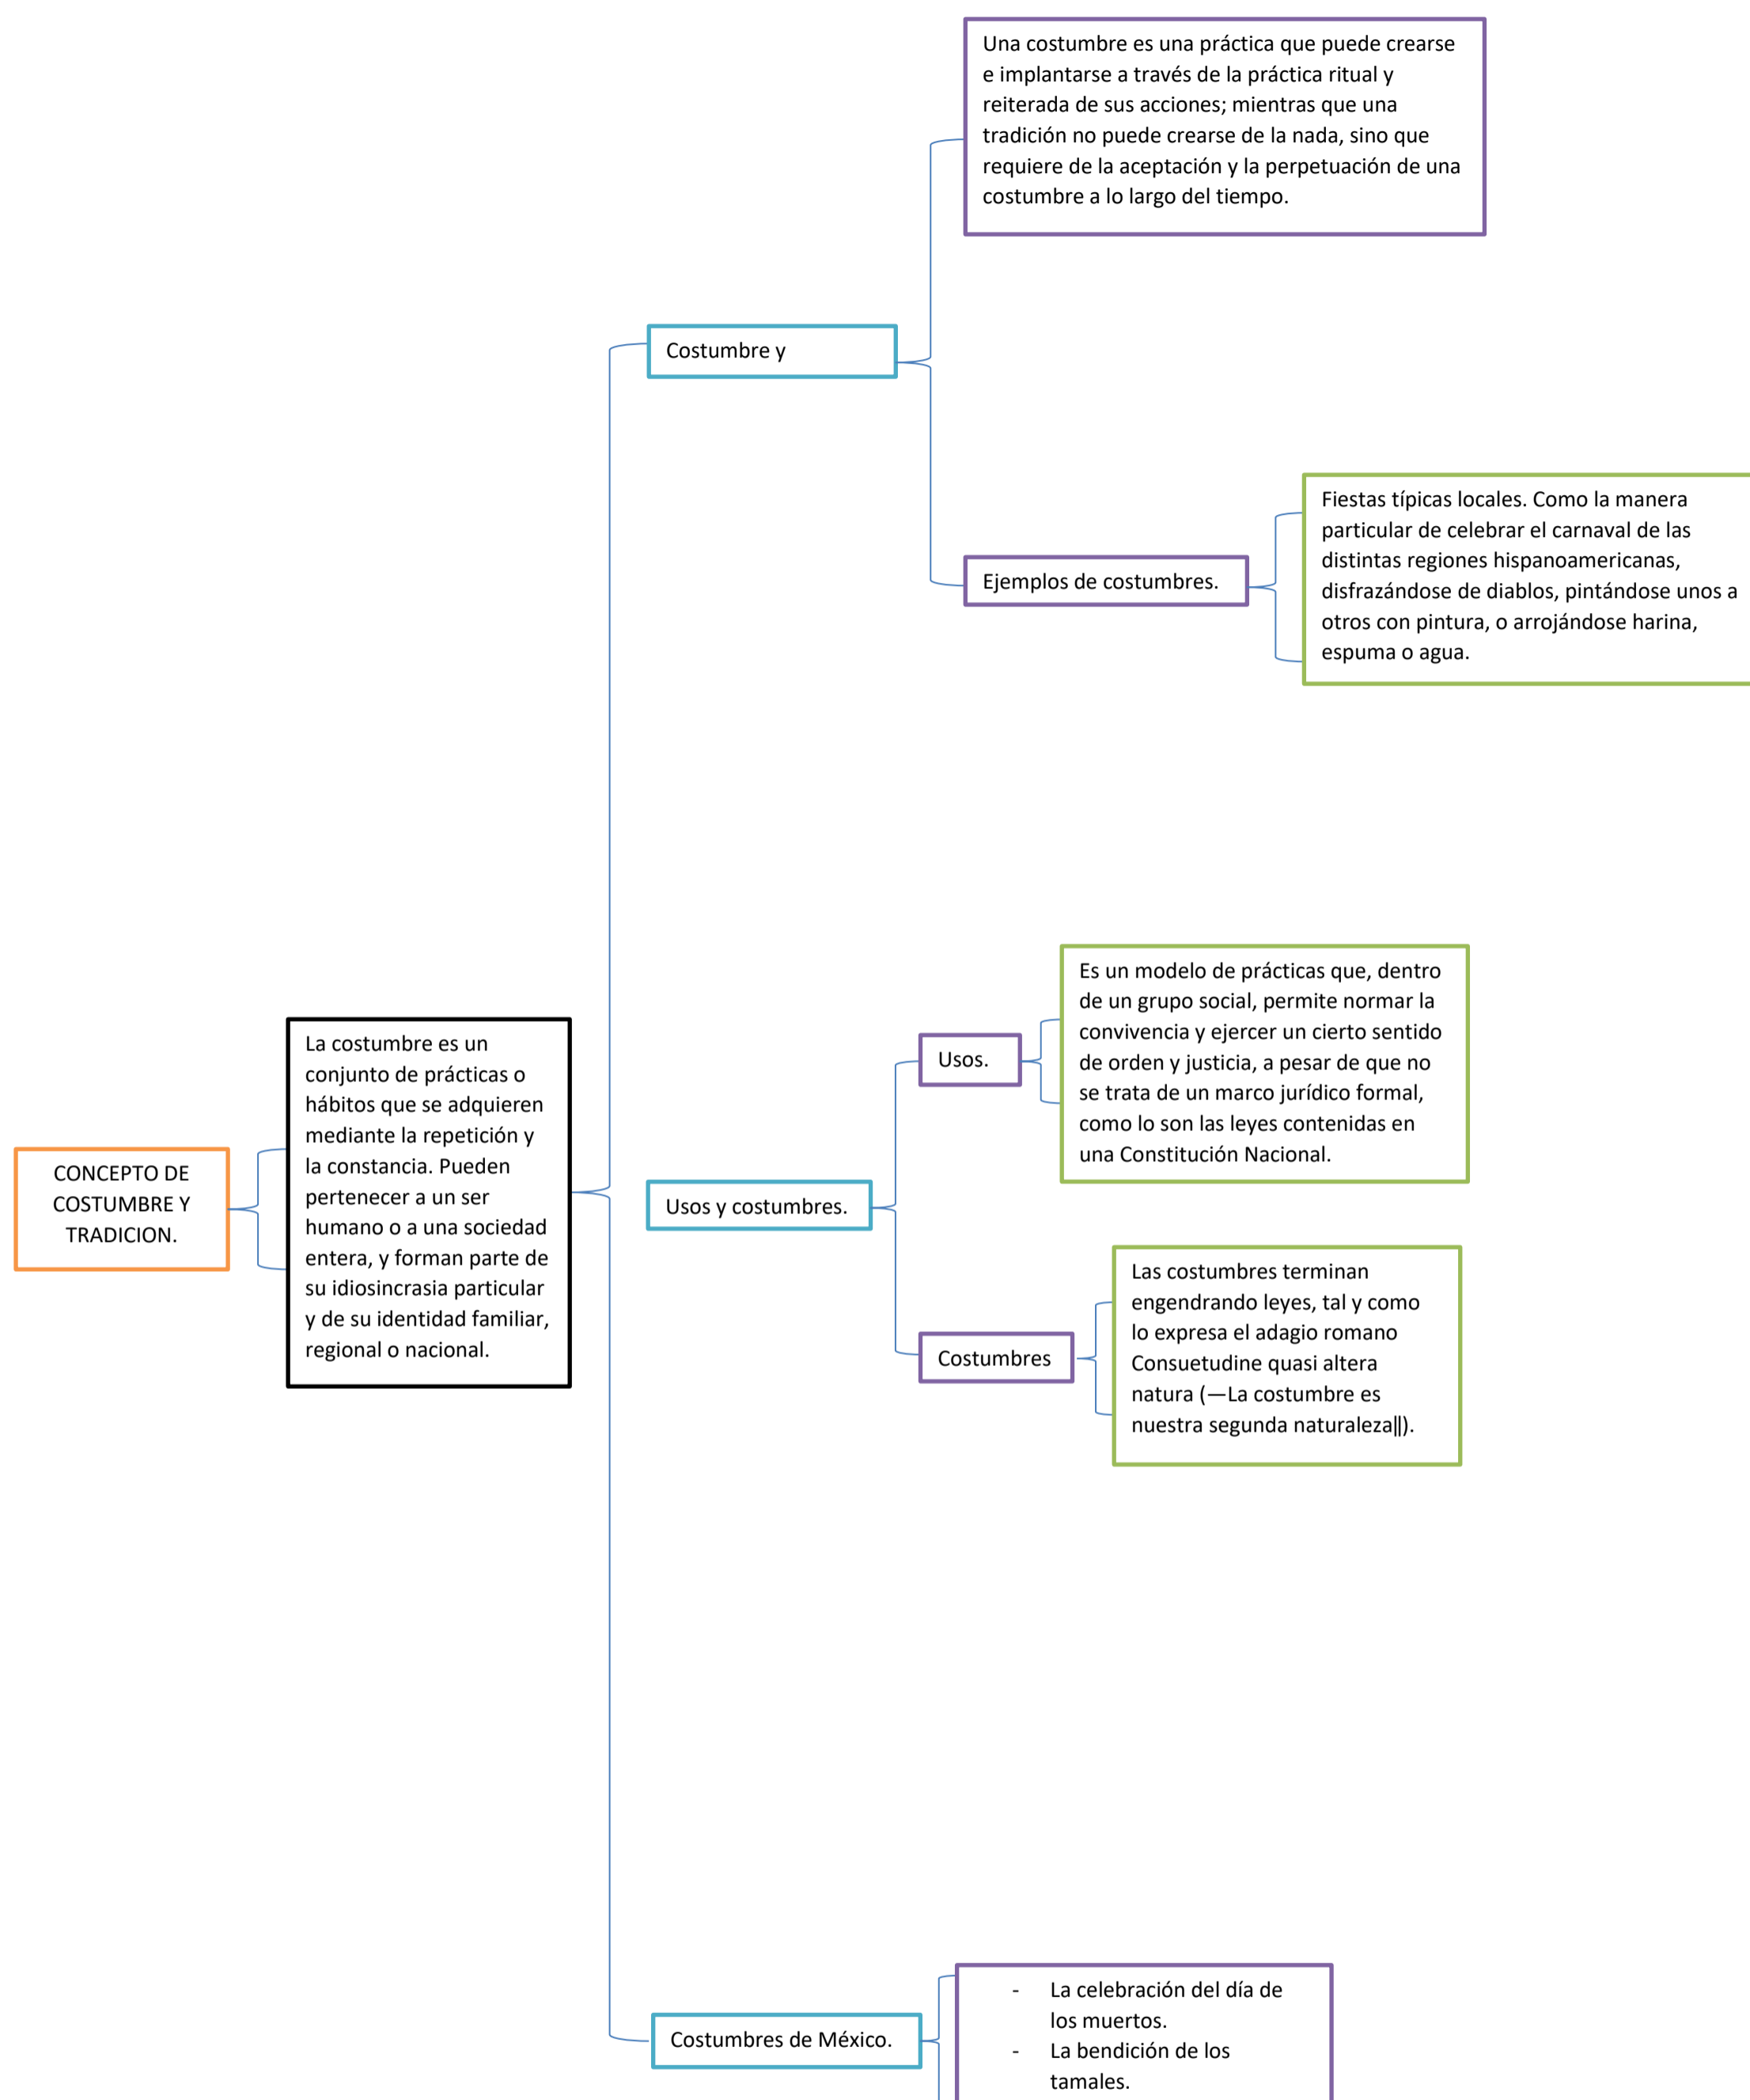 CONCEPTO DE
COSTUMBRE Y
TRADICION.
La costumbre es un
conjunto de prácticas o
hábitos que se adquieren
mediante la repetición y
la constancia. Pueden
pertenecer a un ser
humano o a una sociedad
entera, y forman parte de
su idiosincrasia particular
y de su identidad familiar,
regional o nacional.
Costumbre y
Una costumbre es una práctica que puede crearse
e implantarse a través de la práctica ritual y
reiterada de sus acciones; mientras que una
tradición no puede crearse de la nada, sino que
requiere de la aceptación y la perpetuación de una
costumbre a lo largo del tiempo.
Ejemplos de costumbres.
Fiestas típicas locales. Como la manera
particular de celebrar el carnaval de las
distintas regiones hispanoamericanas,
disfrazándose de diablos, pintándose unos a
otros con pintura, o arrojándose harina,
espuma o agua.
Usos y costumbres.
Usos.
Es un modelo de prácticas que, dentro
de un grupo social, permite normar la
convivencia y ejercer un cierto sentido
de orden y justicia, a pesar de que no
se trata de un marco jurídico formal,
como lo son las leyes contenidas en
una Constitución Nacional.
Costumbres
Las costumbres terminan
engendrando leyes, tal y como
lo expresa el adagio romano
Consuetudine quasi altera
natura (―La costumbre es
nuestra segunda naturaleza‖).
Costumbres de México.
- La celebración del día de
los muertos.
- La bendición de los
tamales.